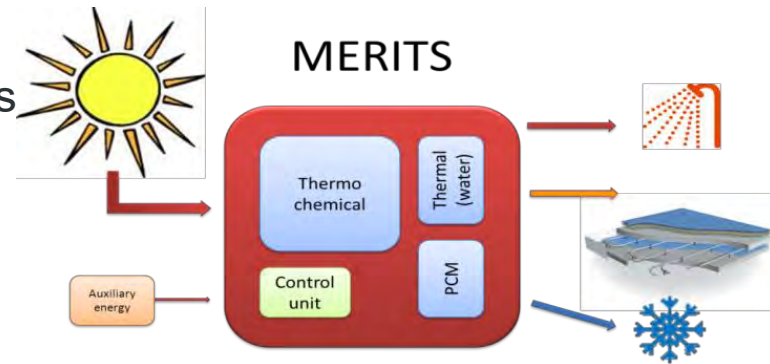 MERITS
s
Thermo
chemical
Thermal
(water)
Control
unit
PCM
Auxiliary
energy